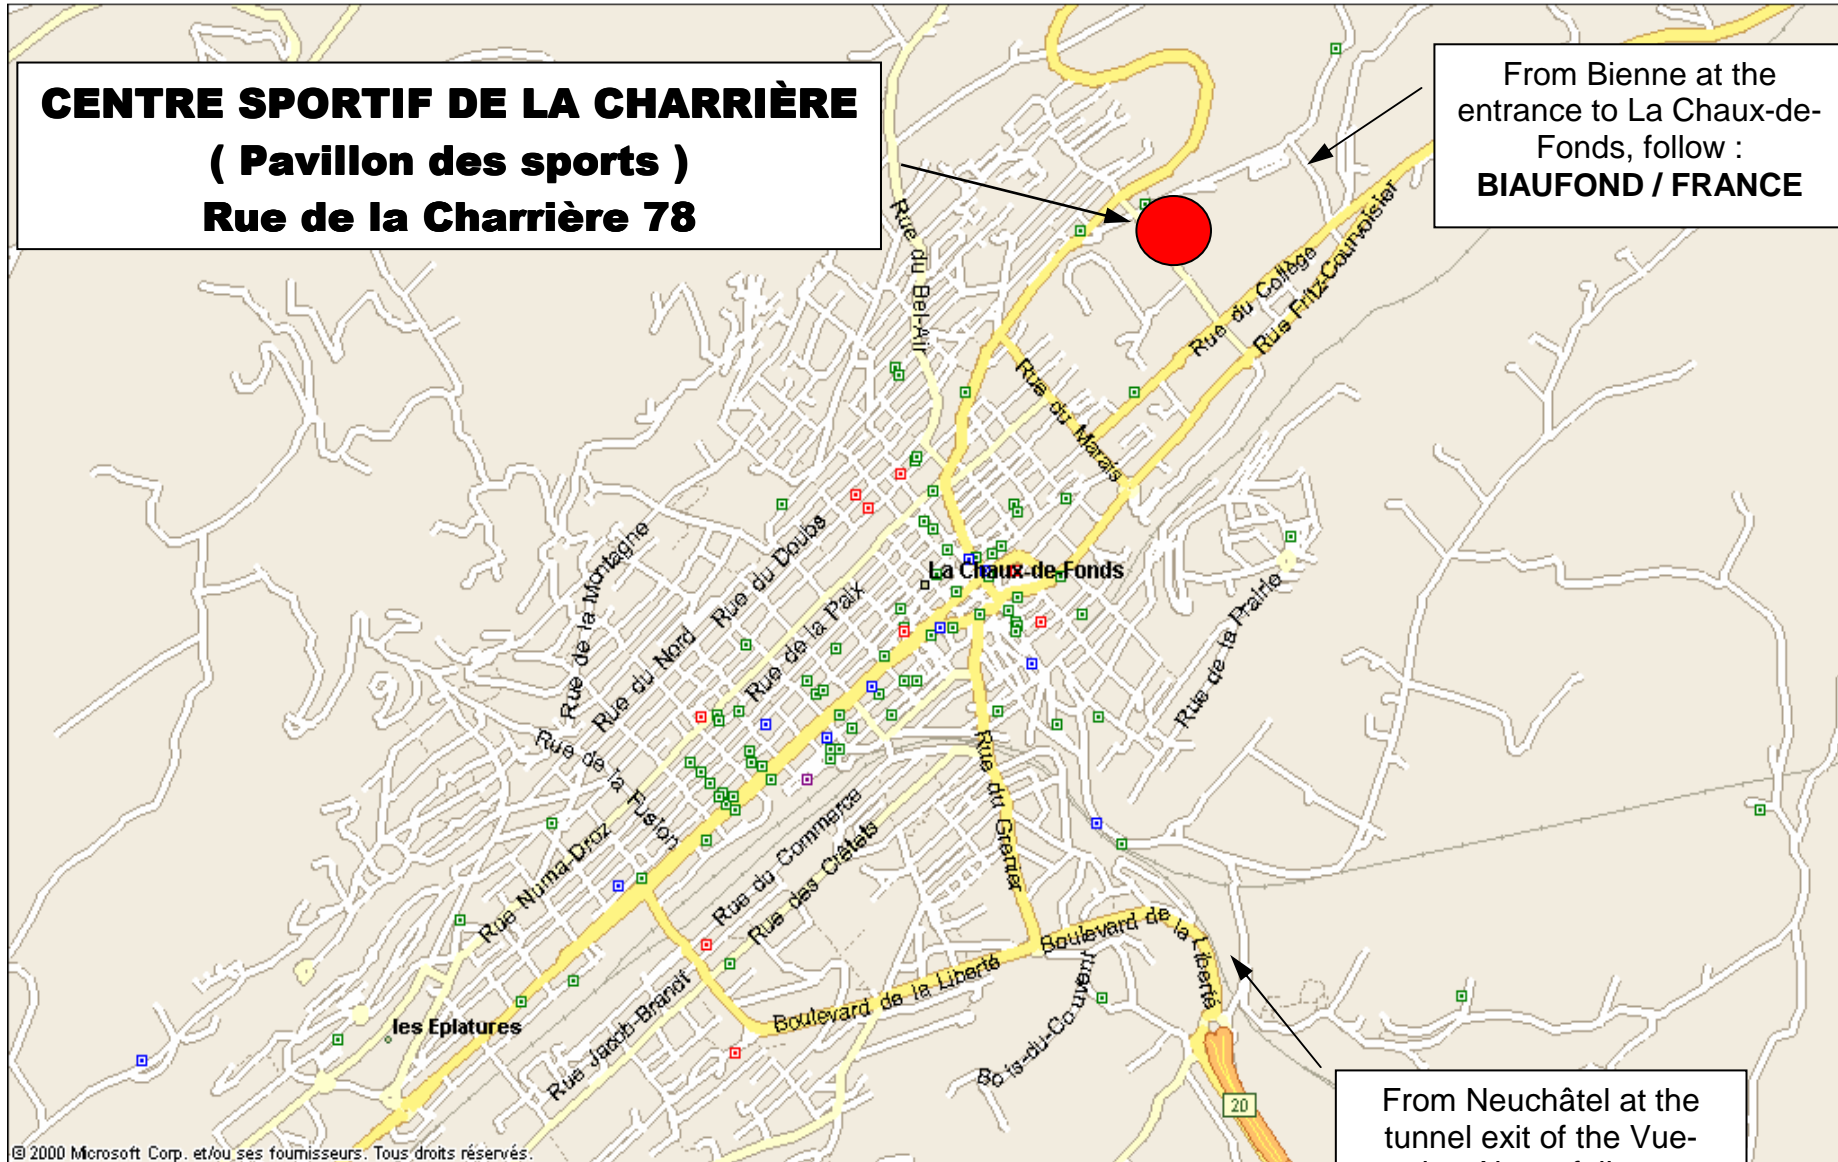 CENTRE SPORTIF DE LA CHARRIÈRE
( Pavillon des sports )
Rue de la Charrière 78
From Bienne at the
entrance to La Chaux-de-
Fonds, follow :
BIAUFOND / FRANCE
Rue du Bel-Air
Rue du Collège
Rue Fritz-Courvoisier
Rue du Marais
La Chaux-de-Fonds
Rue de la Montagne
Rue du Nord
Rue du Doubs
Rue de la Paix
Rue de la Prairie
Rue de la Fusion
Rue Numa-Droz
Rue du Commerce
Rue des Crêtets
Rue du Grenier
Boulevard de la Liberté
Boulevard de la Liberté
Rue Jacob-Brandt
Bois-du-Couvent
les Eplatures
20
From Neuchâtel at the
tunnel exit of the Vue-
© 2000 Microsoft Corp. et/ou ses fournisseurs. Tous droits réservés.